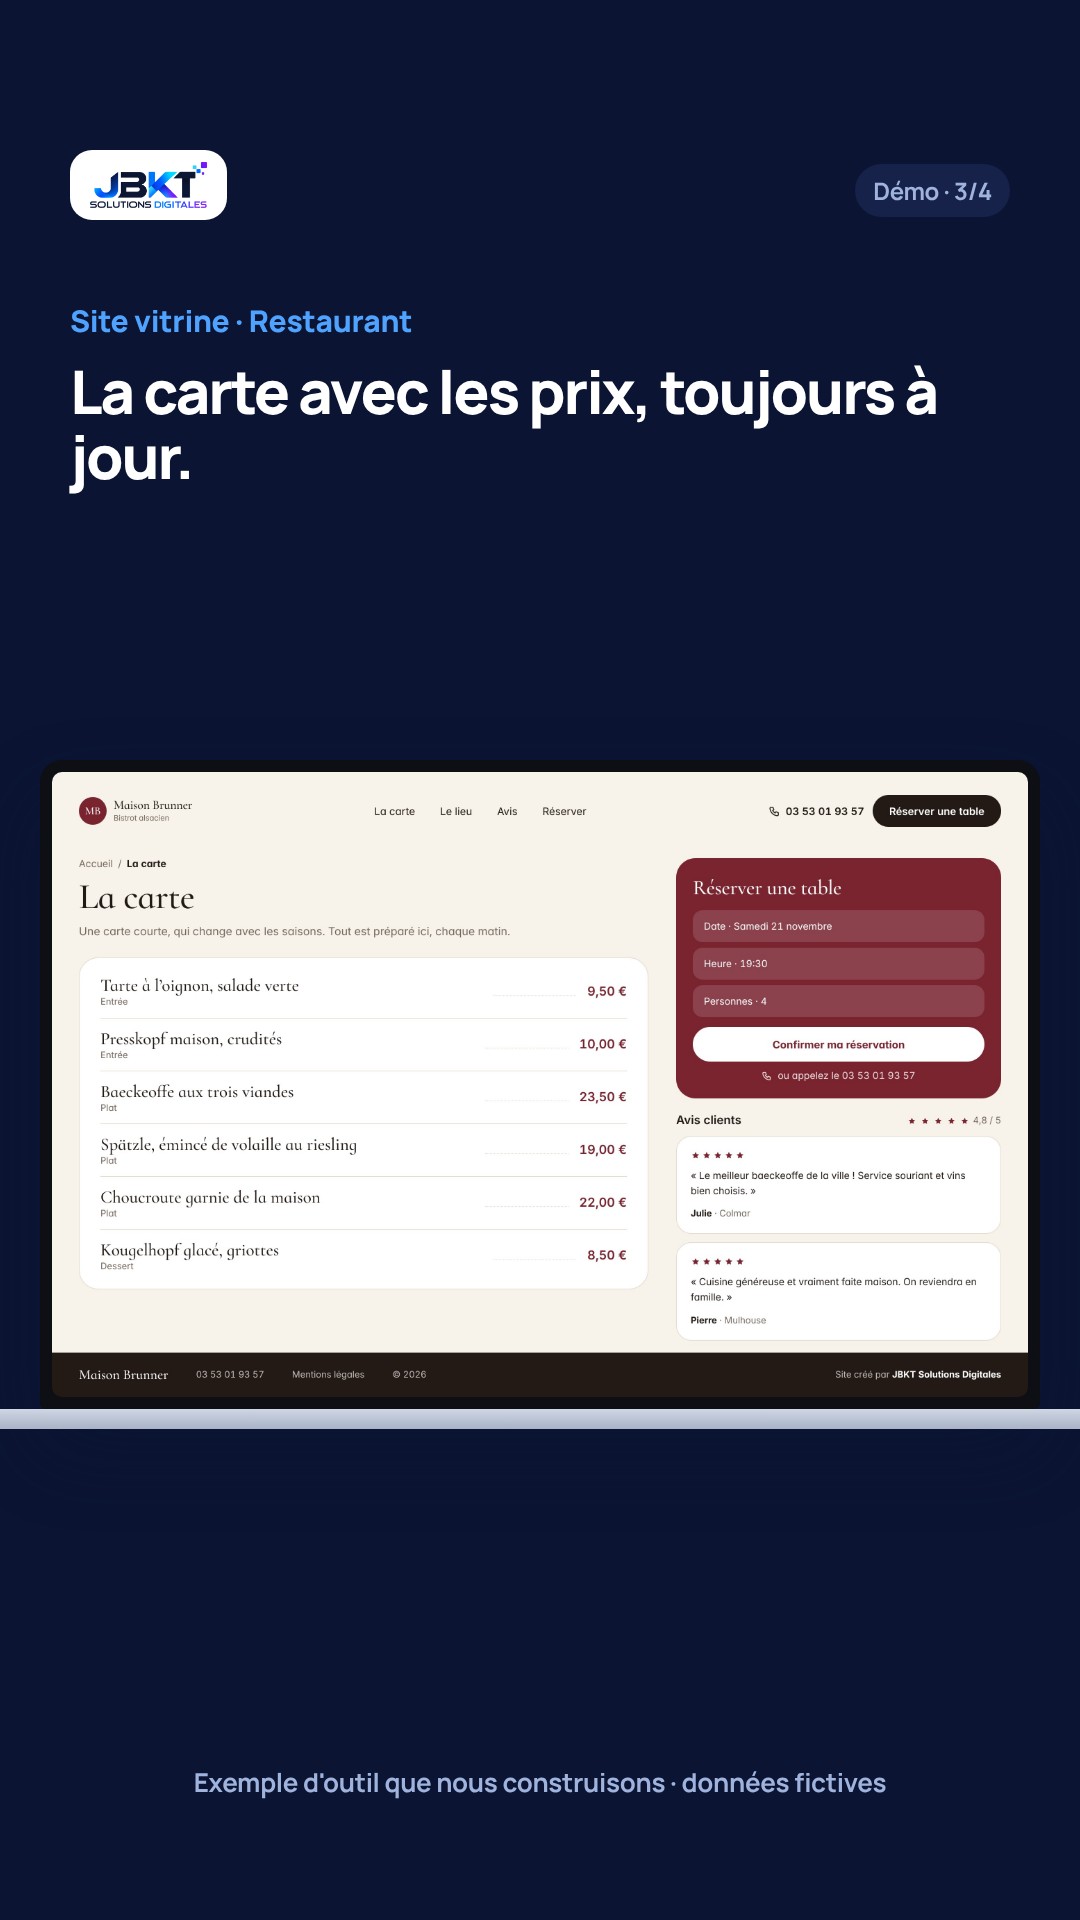 JBKT
SOLUTIONS DIGITALES
Démo · 3/4
Site vitrine · Restaurant
La carte avec les prix, toujours à
jour.
MB
Maison Brunner
Bistrot alsacien
La carte
Le lieu
Avis
Réserver
03 53 01 93 57
Réserver une table
Accueil / La carte
La carte
Une carte courte, qui change avec les saisons. Tout est préparé ici, chaque matin.
Tarte à l’oignon, salade verte
Entrée
9,50 €
Presskopf maison, crudités
Entrée
10,00 €
Baeckeoffe aux trois viandes
Plat
23,50 €
Spätzle, émincé de volaille au riesling
Plat
19,00 €
Choucroute garnie de la maison
Plat
22,00 €
Kougelhopf glacé, griottes
Dessert
8,50 €
Réserver une table
Date · Samedi 21 novembre
Heure · 19:30
Personnes · 4
Confirmer ma réservation
ou appelez le 03 53 01 93 57
Avis clients
★ ★ ★ ★ ★ 4,8 / 5
★ ★ ★ ★ ★
« Le meilleur baeckeoffe de la ville ! Service souriant et vins
bien choisis. »
Julie · Colmar
★ ★ ★ ★ ★
« Cuisine généreuse et vraiment faite maison. On reviendra en
famille. »
Pierre · Mulhouse
Maison Brunner
03 53 01 93 57
Mentions légales
© 2026
Site créé par JBKT Solutions Digitales
Exemple d'outil que nous construisons · données fictives